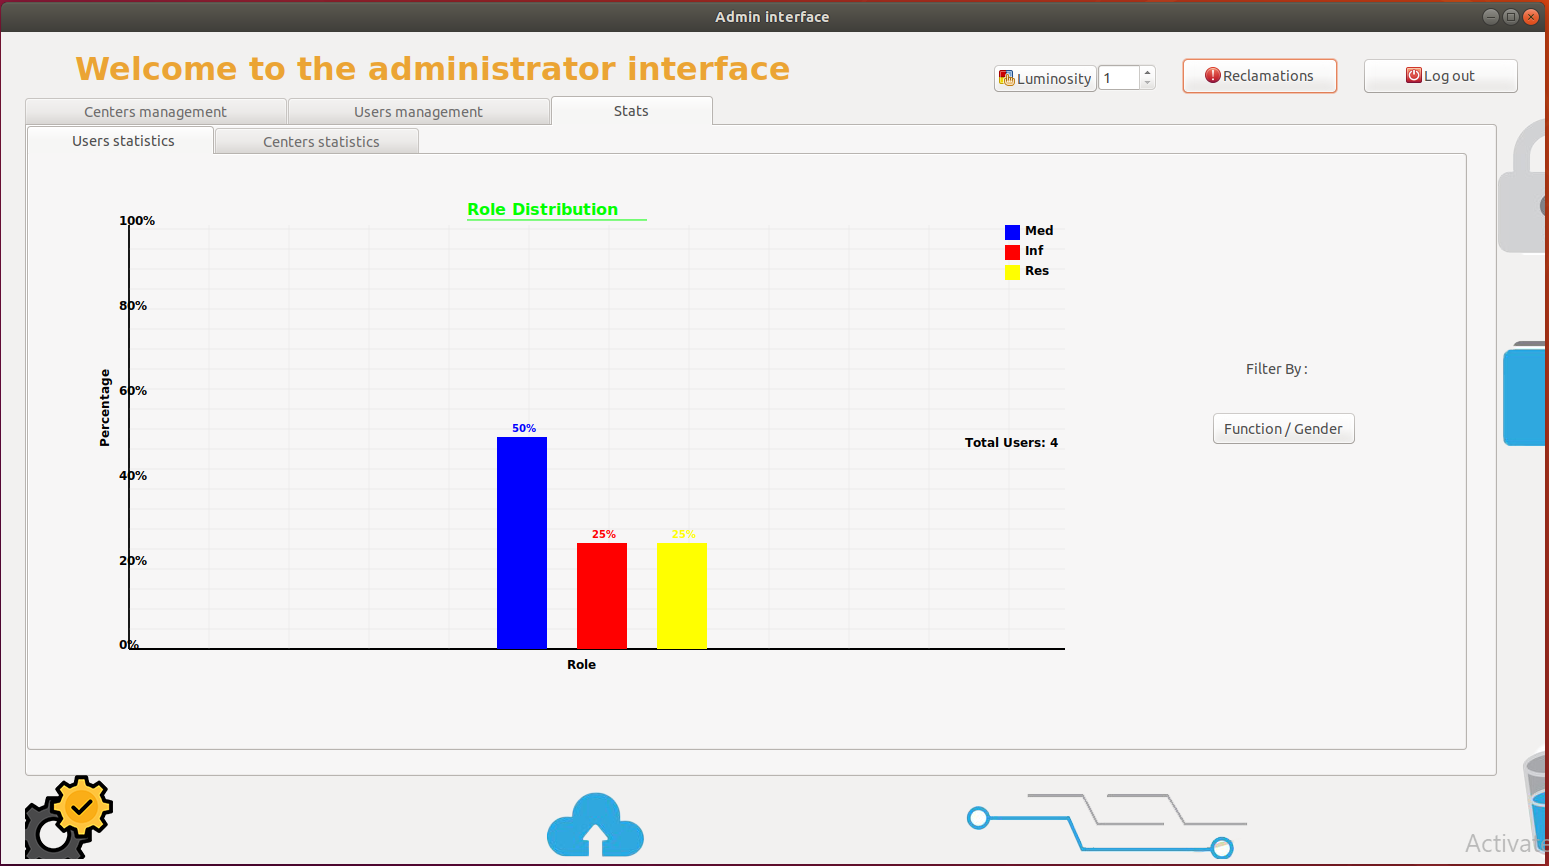 Admin interface
Welcome to the administrator interface
Luminosity
1
Reclamations
Log out
Centers management
Users management
Stats
Users statistics
Centers statistics
Role Distribution
100%
80%
60%
40%
20%
0%
Percentage
Med
Inf
Res
50%
25%
25%
Total Users: 4
Role
Filter By :
Function / Gender
Activate